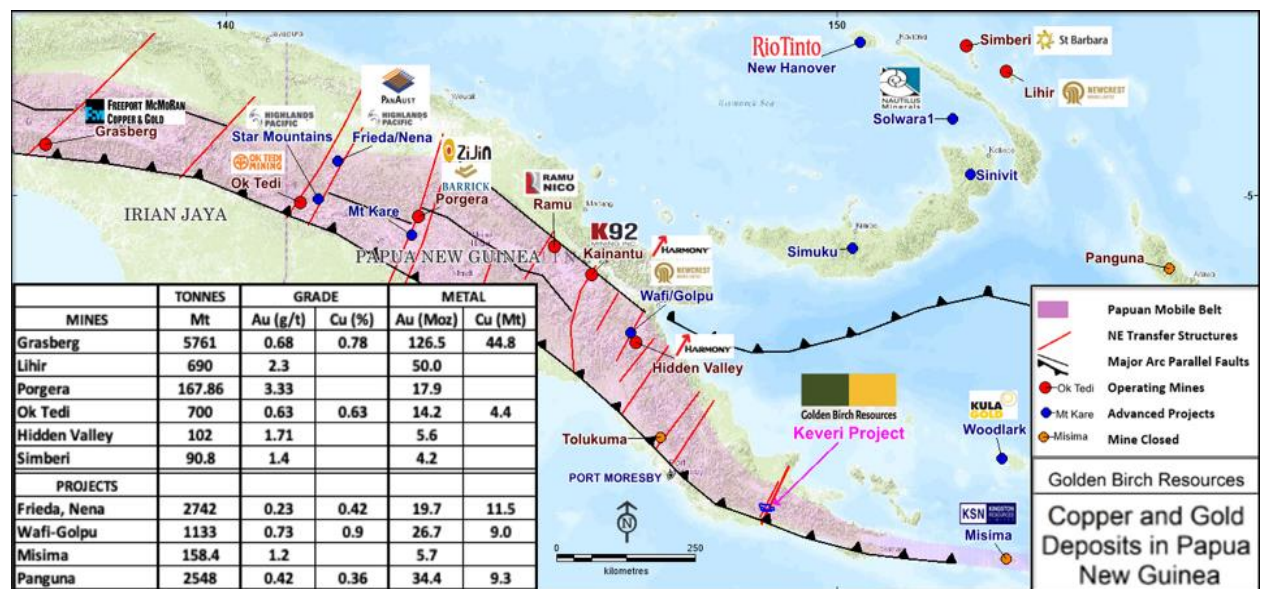 140
150
-5
FREEPORT MCMORAN
COPPER & GOLD
Grasberg
HIGHLANDS
PACIFIC
Star Mountains
PANAUST
HIGHLANDS
PACIFIC
Frieda/Nena
OK TEDI
MINING
Ok Tedi
IRIAN JAYA
Mt Kare
ZIJIN
BARRICK
Porgera
PAPUA NEW GUINEA
RAMU
NICO
Ramu
K92
MINING INC
Kainantu
HARMONY
NEWCREST
Wafi/Golpu
HARMONY
Hidden Valley
RioTinto
New Hanover
NAUTILUS
Minerals
Solwara1
Simberi
St Barbara
Lihir
NEWCREST
Bismarck Sea
Sinivit
Simuku
Panguna
Golden Birch Resources
Keveri Project
Tolukuma
PORT MORESBY
KULA
GOLD
Woodlark
KSN KINGSTON
RESOURCES
Misima
N
0 250
kilometres
TONNES GRADE METAL
MINES Mt Au (g/t) Cu (%) Au (Moz) Cu (Mt)
Grasberg 5761 0.68 0.78 126.5 44.8
Lihir 690 2.3 50.0
Porgera 167.86 3.33 17.9
Ok Tedi 700 0.63 0.63 14.2 4.4
Hidden Valley 102 1.71 5.6
Simberi 90.8 1.4 4.2
PROJECTS
Frieda, Nena 2742 0.23 0.42 19.7 11.5
Wafi-Golpu 1133 0.73 0.9 26.7 9.0
Misima 158.4 1.2 5.7
Panguna 2548 0.42 0.36 34.4 9.3
Papuan Mobile Belt
NE Transfer Structures
Major Arc Parallel Faults
Ok Tedi Operating Mines
Mt Kare Advanced Projects
Misima Mine Closed
Golden Birch Resources
Copper and Gold
Deposits in Papua
New Guinea